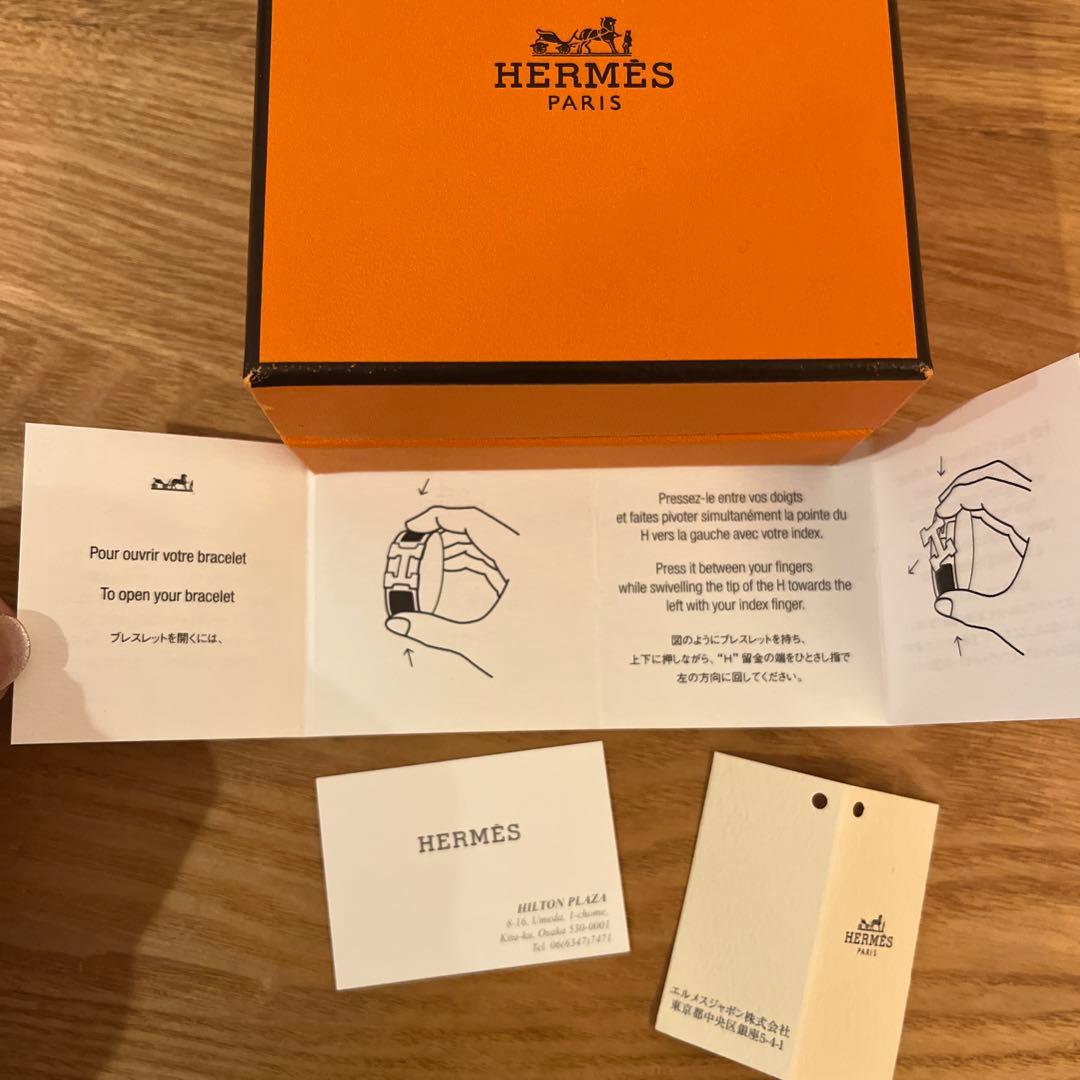 HERMÈS
PARIS
Pour ouvrir votre bracelet
To open your bracelet
ブレスレットを開くには、
Pressez-le entre vos doigts
et faites pivoter simultanément la pointe du
H vers la gauche avec votre index.
Press it between your fingers
while swivelling the tip of the H towards the
left with your index finger.
図のようにブレスレットを持ち、
上下に押しながら、“H”留金の端をひとさし指で
左の方向に回してください。
HERMÈS
HILTON PLAZA
8-16, Umeda, 1-chome,
Kita-ku, Osaka 530-0001
Tel. 06(6347)7471
HERMÈS
PARIS
エルメスジャポン株式会社
東京都中央区銀座5-4-1